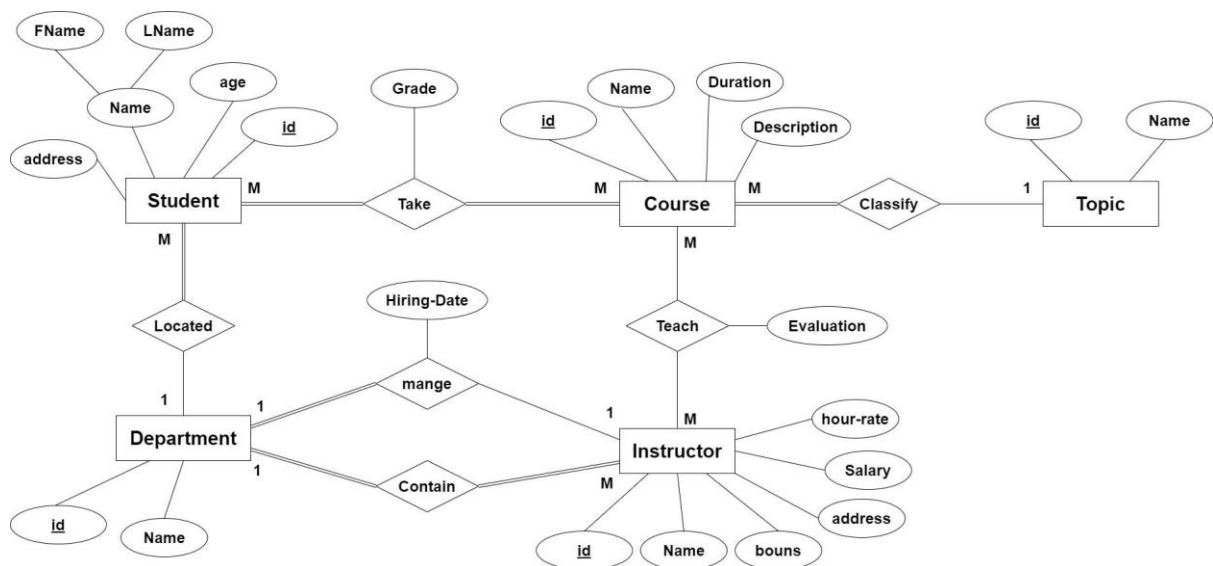 FName
LName
Name
age
id
address
Student
M
M
Grade
Take
M
Name
Duration
id
Description
Course
M
M
Classify
1
id
Name
Topic
Located
1
Hiring-Date
mange
1
1
Teach
Evaluation
M
Department
1
Contain
M
Instructor
hour-rate
Salary
address
id
Name
id
Name
bouns